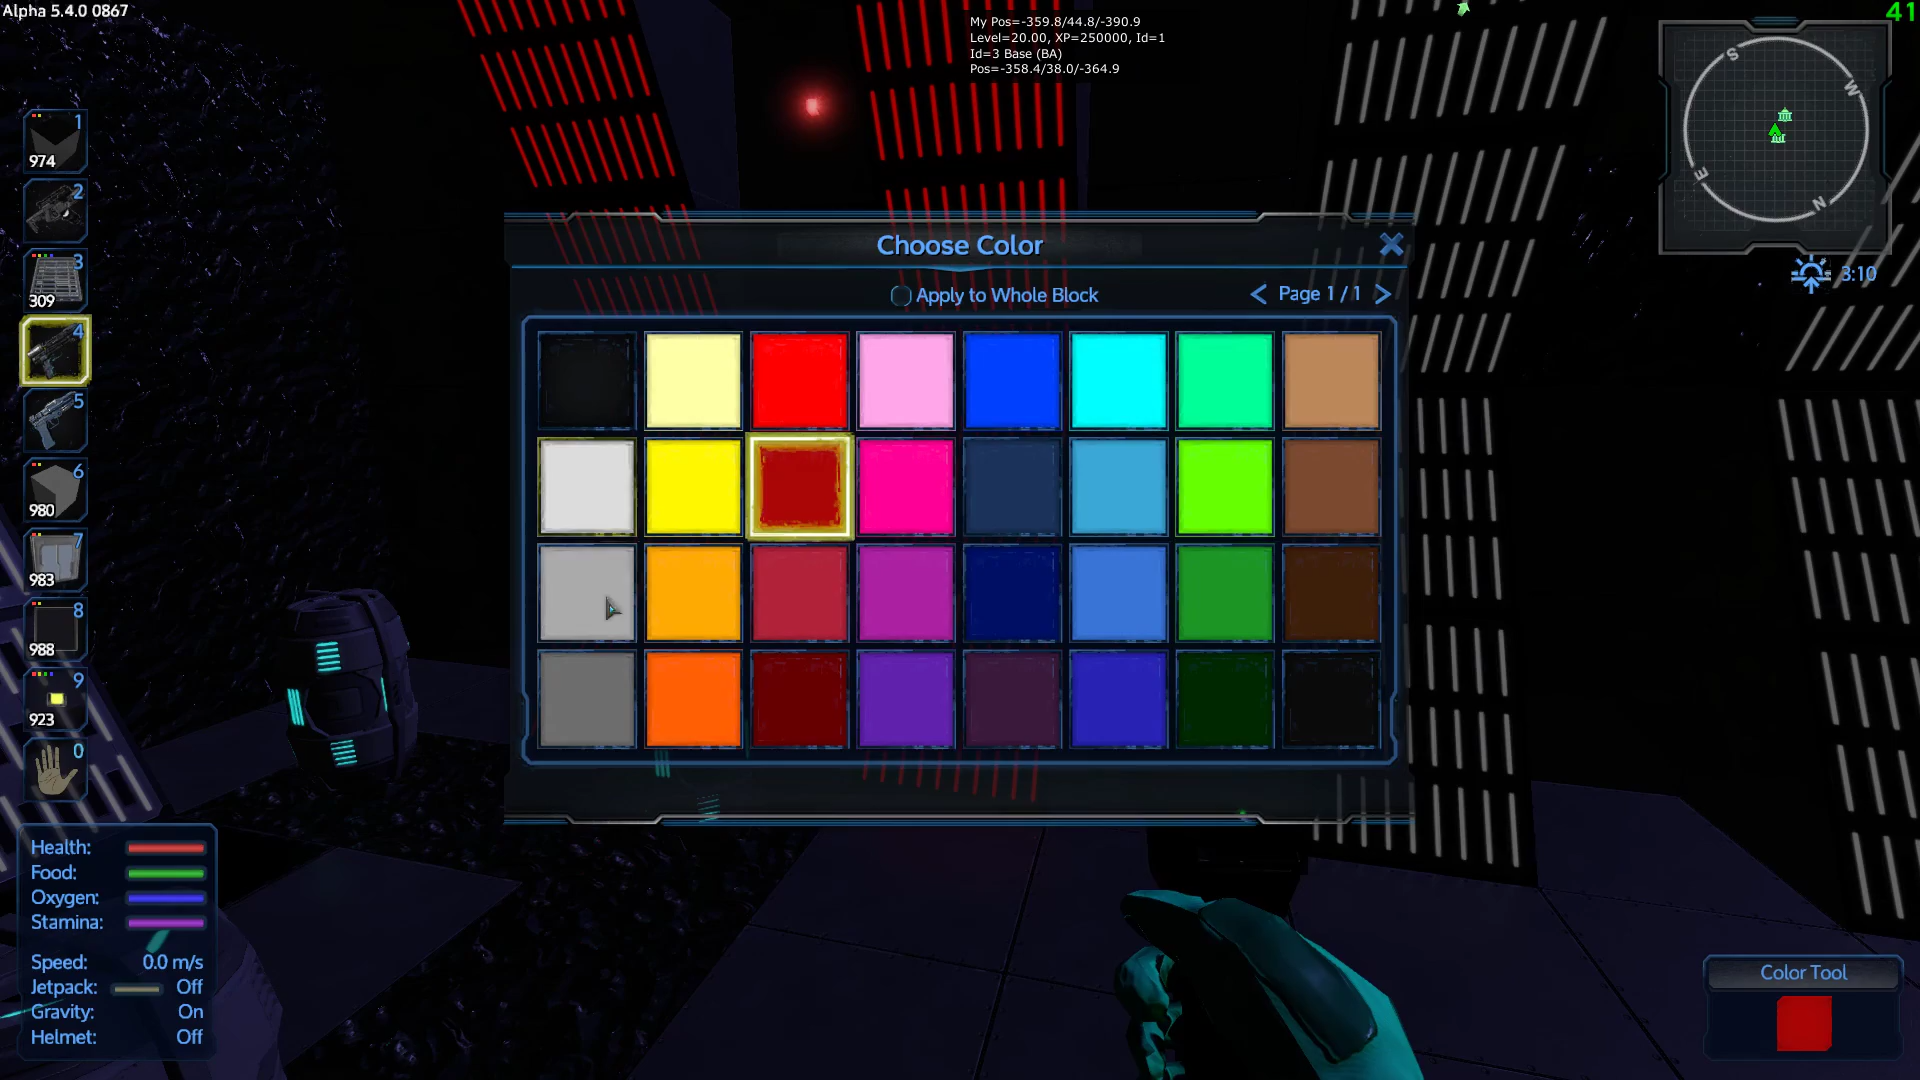 Alpha 5.4.0 0867
My Pos=-359.8/44.8/-390.9
Level=20.00, XP=250000, Id=1
Id=3 Base (BA)
Pos=-358.4/38.0/-364.9
41
S
W
E
N
3:10
1
974
2
3
309
4
5
6
980
7
983
8
988
9
923
0
Choose Color
Apply to Whole Block
< Page 1 / 1 >
Health:
Food:
Oxygen:
Stamina:
Speed: 0.0 m/s
Jetpack: Off
Gravity: On
Helmet: Off
Color Tool